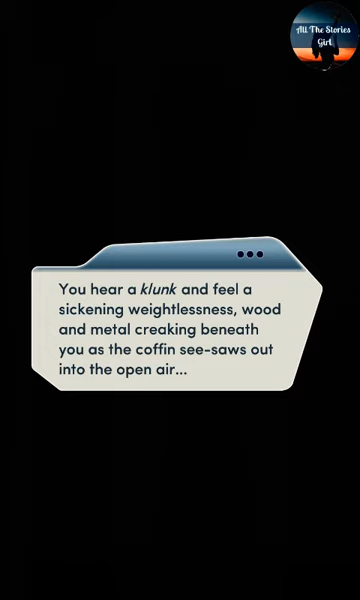 All The Stories
Girl
You hear a klunk and feel a
sickening weightlessness, wood
and metal creaking beneath
you as the coffin see-saws out
into the open air...